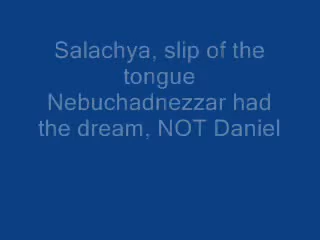 Salachya, slip of the
tongue
Nebuchadnezzar had
the dream, NOT Daniel